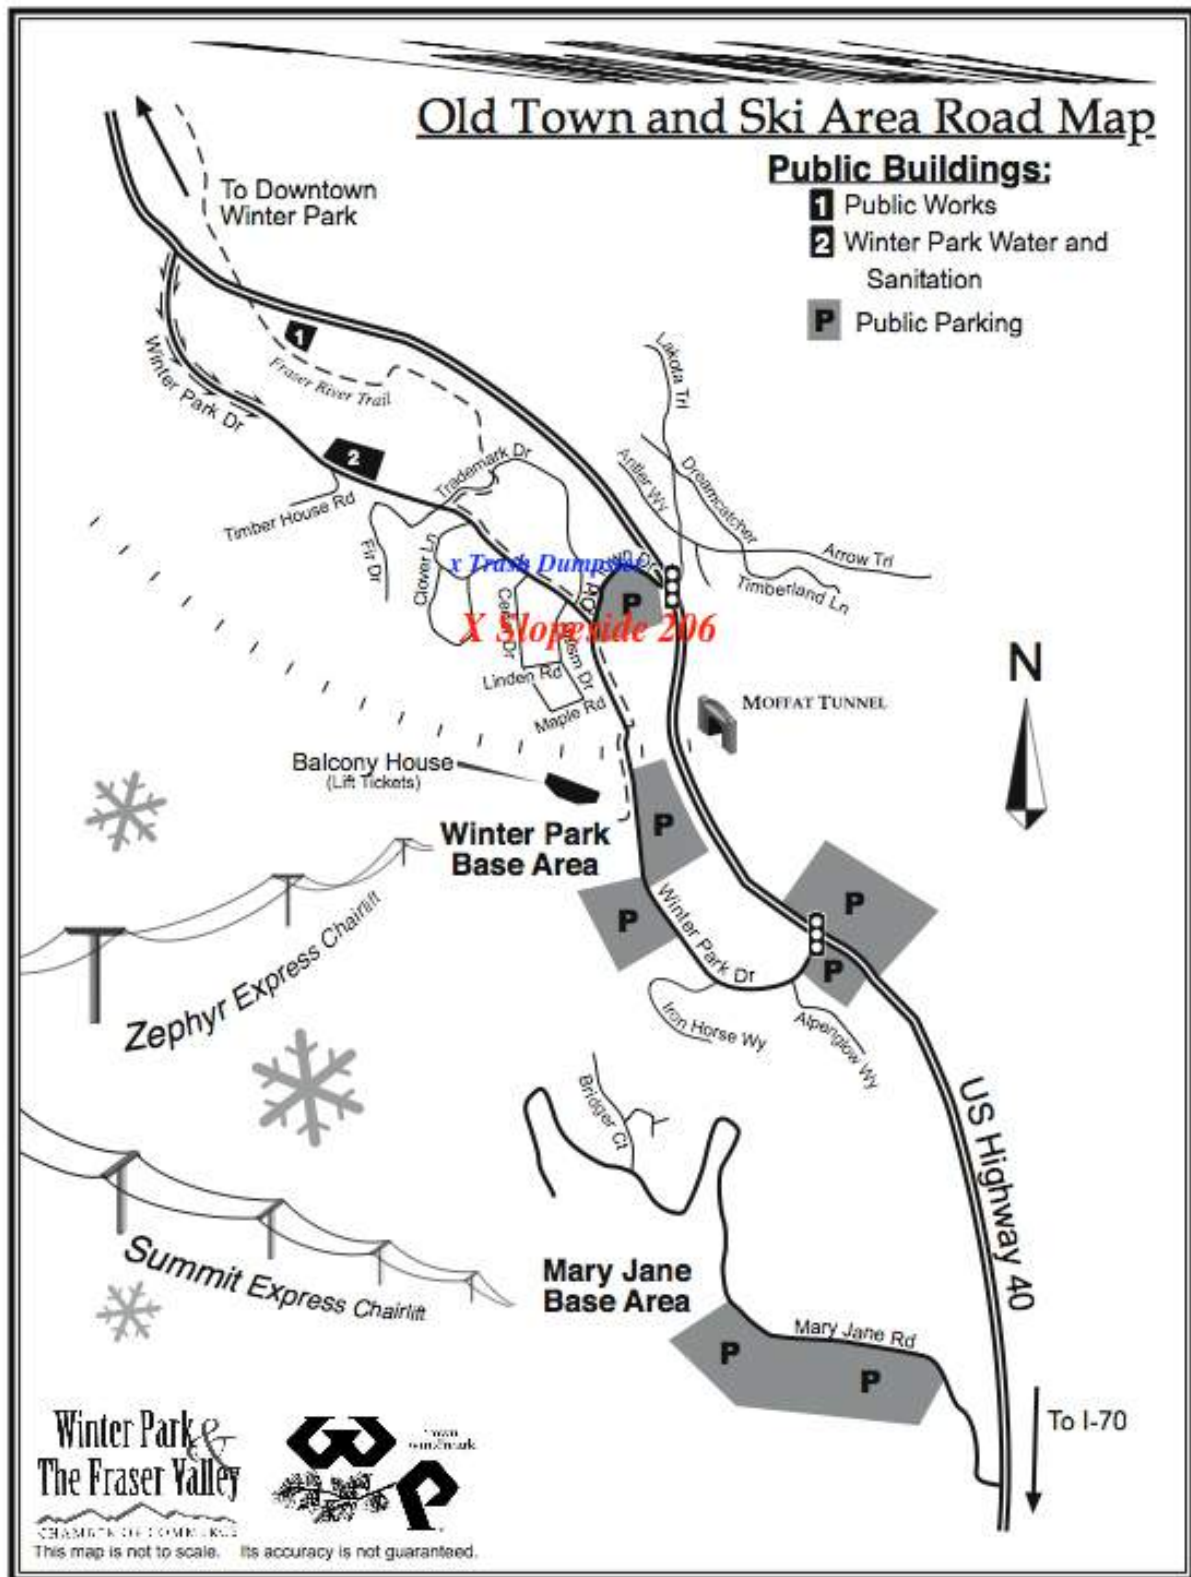 Old Town and Ski Area Road Map
Public Buildings:
1 Public Works
2 Winter Park Water and
Sanitation
P Public Parking
To Downtown
Winter Park
1
Fraser River Trail
Winter Park Dr
2
Timber House Rd
Trademark Dr
Fir Dr
Clover Ln
Lakota Trl
Antler Wy
Dreamcatcher
Arrow Trl
Timberland Ln
x Trash Dumpster
P
X Slopeside 206
Linden Rd
Maple Rd
N
MOFFAT TUNNEL
Balcony House
(Lift Tickets)
Winter Park
Base Area
P
P
P
P
Winter Park Dr
Iron Horse Wy
Alpenglow Wy
Zephyr Express Chairlift
Bridger Ct
US Highway 40
Summit Express Chairlift
Mary Jane
Base Area
Mary Jane Rd
P
P
To I-70
Winter Park &
The Fraser Valley
CHAMBER OF COMMERCE
This map is not to scale. Its accuracy is not guaranteed.